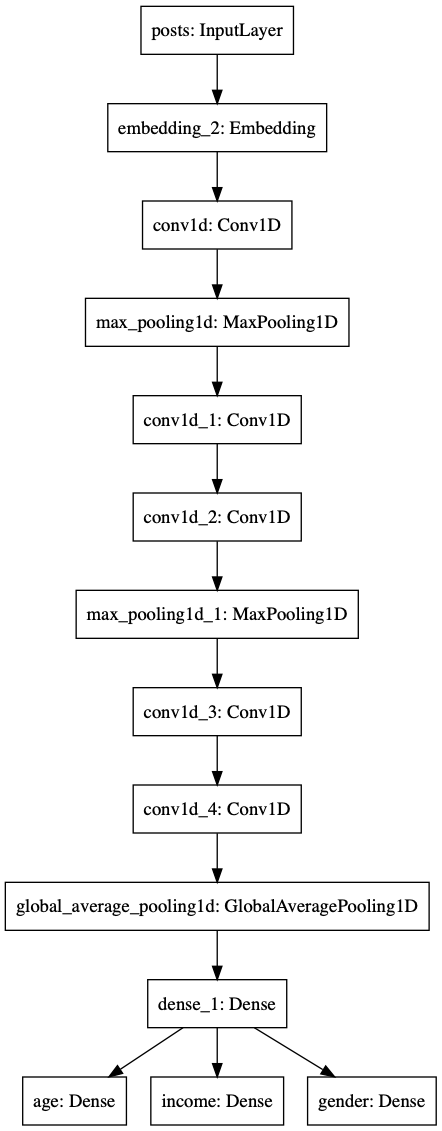 posts: InputLayer
embedding_2: Embedding
conv1d: Conv1D
max_pooling1d: MaxPooling1D
conv1d_1: Conv1D
conv1d_2: Conv1D
max_pooling1d_1: MaxPooling1D
conv1d_3: Conv1D
conv1d_4: Conv1D
global_average_pooling1d: GlobalAveragePooling1D
dense_1: Dense
age: Dense
income: Dense
gender: Dense